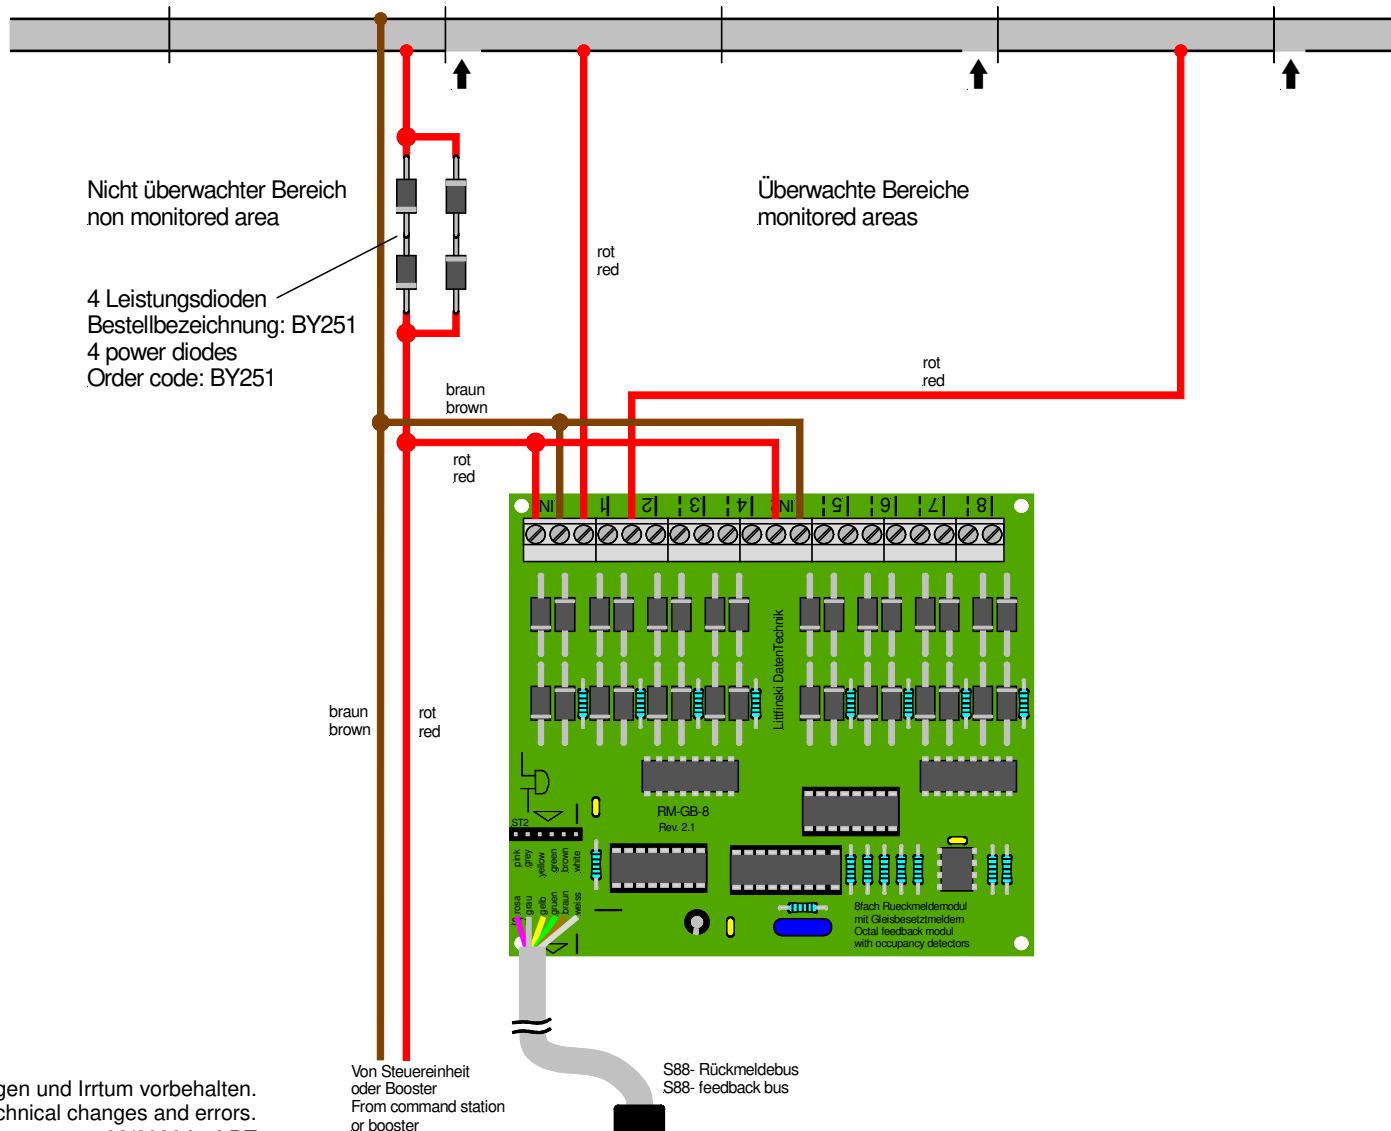 Nicht überwachter Bereich
non monitored area
Überwachte Bereiche
monitored areas
rot
red
4 Leistungsdioden
Bestellbezeichnung: BY251
4 power diodes
Order code: BY251
rot
red
braun
brown
rot
red
IN 1 2 3 4 IN 5 6 7 8
Littfinski DatenTechnik
braun
brown
rot
red
RM-GB-8
Rev. 2.1
ST2
pink
grey
yellow
green
brown
white
rosa
grau
gelb
gruen
braun
weiss
8fach Rueckmeldemodul
mit Gleisbesetztmeldern
Octal feedback modul
with occupancy detectors
Von Steuereinheit
oder Booster
From command station
or booster
S88- Rückmeldebus
S88- feedback bus
gen und Irrtum vorbehalten.
chnical changes and errors.